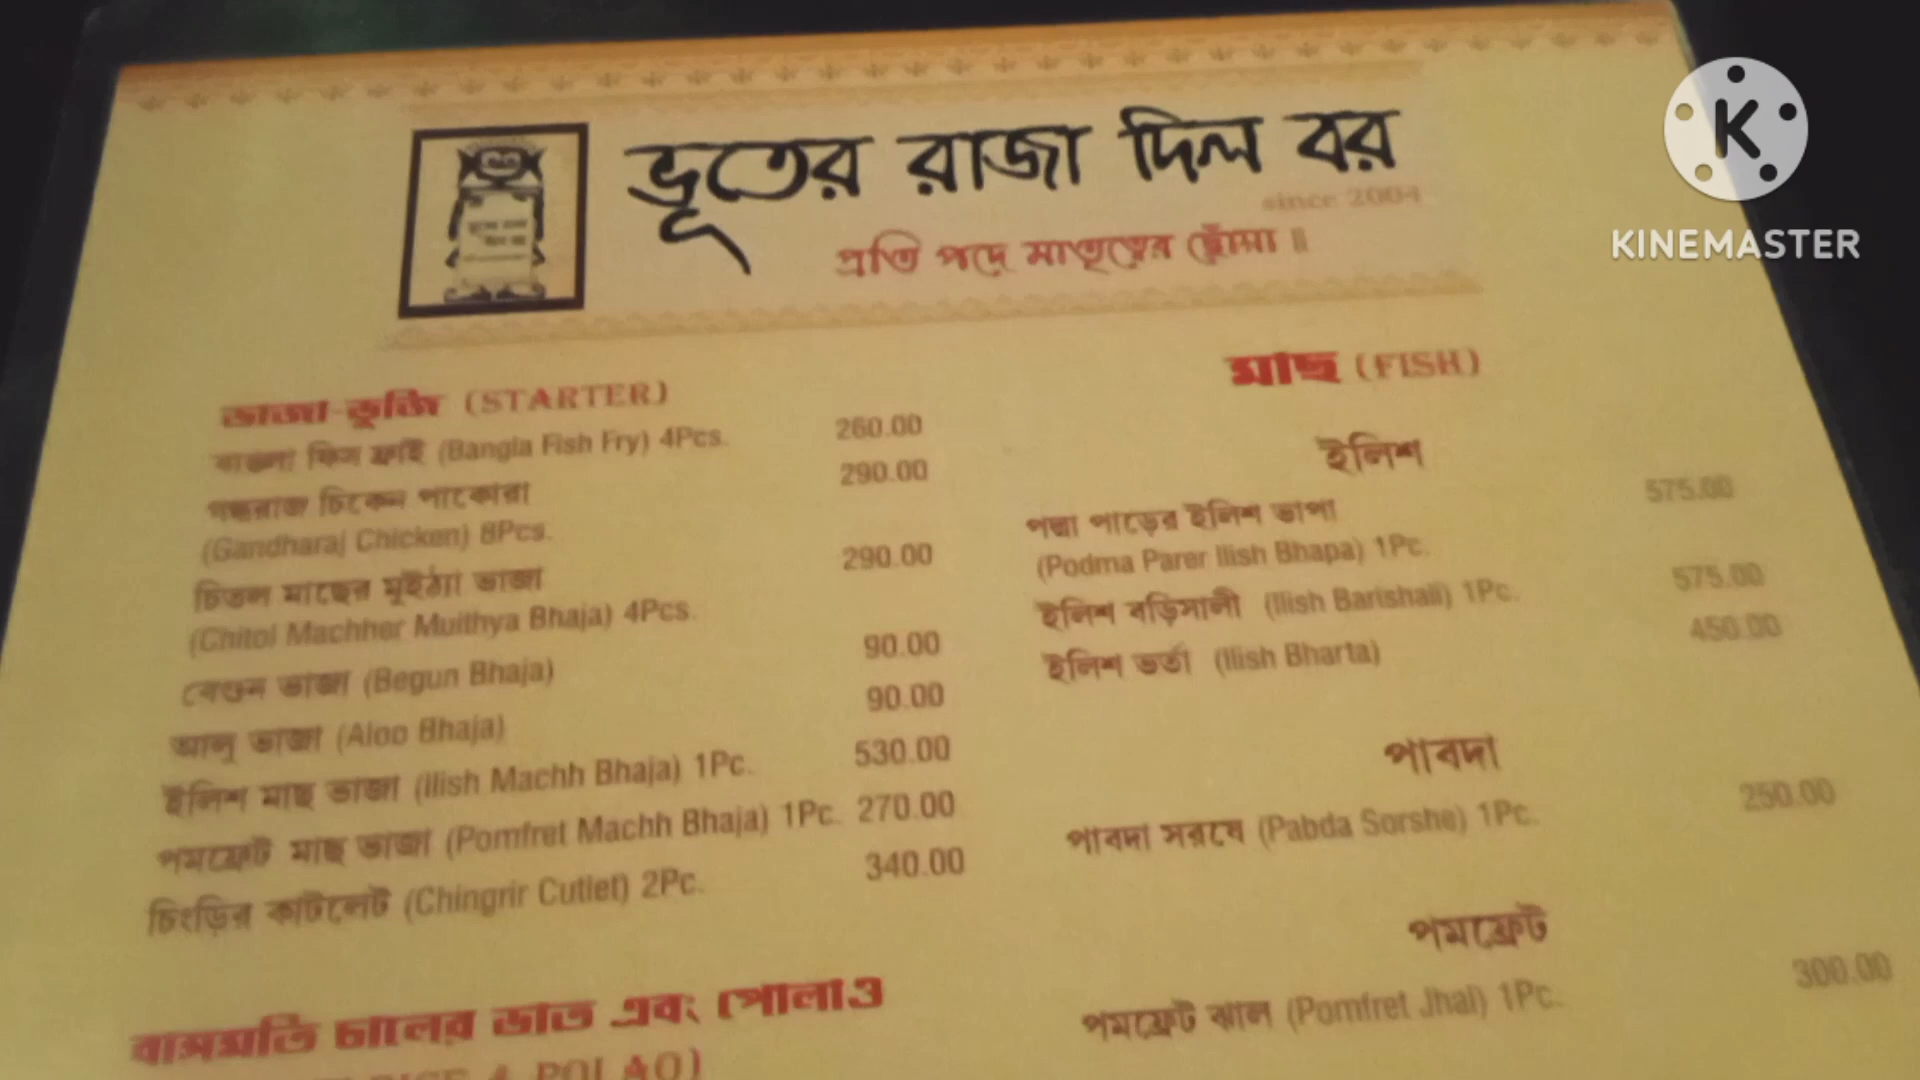 ভূতের রাজা দিল বর
since 2004
প্রতি পদে মাতৃত্বের ছোঁয়া ॥
KINEMASTER
ভাজা-ভুজি (STARTER)
বাঙলা ফিস ফ্রাই (Bangla Fish Fry) 4Pcs. 260.00
গন্ধরাজ চিকেন পাকোরা 290.00
(Gandharaj Chicken) 8Pcs.
চিতল মাছের মুইঠ্যা ভাজা 290.00
(Chitol Machher Muithya Bhaja) 4Pcs.
বেগুন ভাজা (Begun Bhaja) 90.00
আলু ভাজা (Aloo Bhaja) 90.00
ইলিশ মাছ ভাজা (Ilish Machh Bhaja) 1Pc. 530.00
পমফ্রেট মাছ ভাজা (Pomfret Machh Bhaja) 1Pc. 270.00
চিংড়ির কাটলেট (Chingrir Cutlet) 2Pc. 340.00
বাসমতি চালের ভাত এবং পোলাও
RICE & POLAO)
মাছ (FISH)
ইলিশ
পদ্মা পাড়ের ইলিশ ভাপা 575.00
(Podma Parer Ilish Bhapa) 1Pc.
ইলিশ বড়িসালী (Ilish Barishali) 1Pc. 575.00
ইলিশ ভর্তা (Ilish Bharta) 450.00
পাবদা
পাবদা সরষে (Pabda Sorshe) 1Pc. 250.00
পমফ্রেট
পমফ্রেট ঝাল (Pomfret Jhal) 1Pc. 300.00